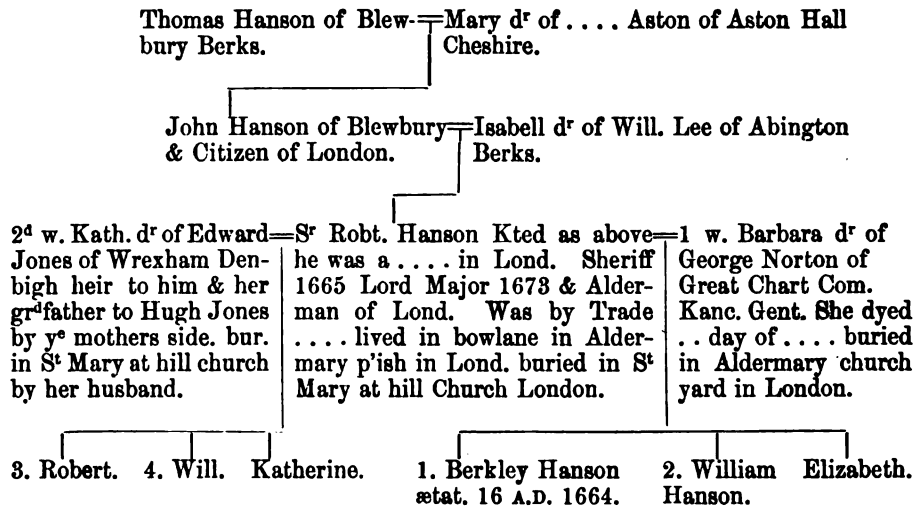 Thomas Hanson of Blew-
bury Berks.
Mary dʳ of . . . . Aston of Aston Hall
Cheshire.
John Hanson of Blewbury
& Citizen of London.
Isabell dʳ of Will. Lee of Abington
Berks.
2ᵈ w. Kath. dʳ of Edward
Jones of Wrexham Den-
bigh heir to him & her
grᵈfather to Hugh Jones
by yᵉ mothers side. bur.
in Sᵗ Mary at hill church
by her husband.
Sʳ Robt. Hanson Kted as above
he was a . . . . in Lond. Sheriff
1665 Lord Major 1673 & Alder-
man of Lond. Was by Trade
. . . . lived in bowlane in Alder-
mary p'ish in Lond. buried in Sᵗ
Mary at hill Church London.
1 w. Barbara dʳ of
George Norton of
Great Chart Com.
Kanc. Gent. She dyed
. . day of . . . . buried
in Aldermary church
yard in London.
3. Robert. 4. Will. Katherine.
1. Berkley Hanson
ætat. 16 A.D. 1664.
2. William
Hanson.
Elizabeth.